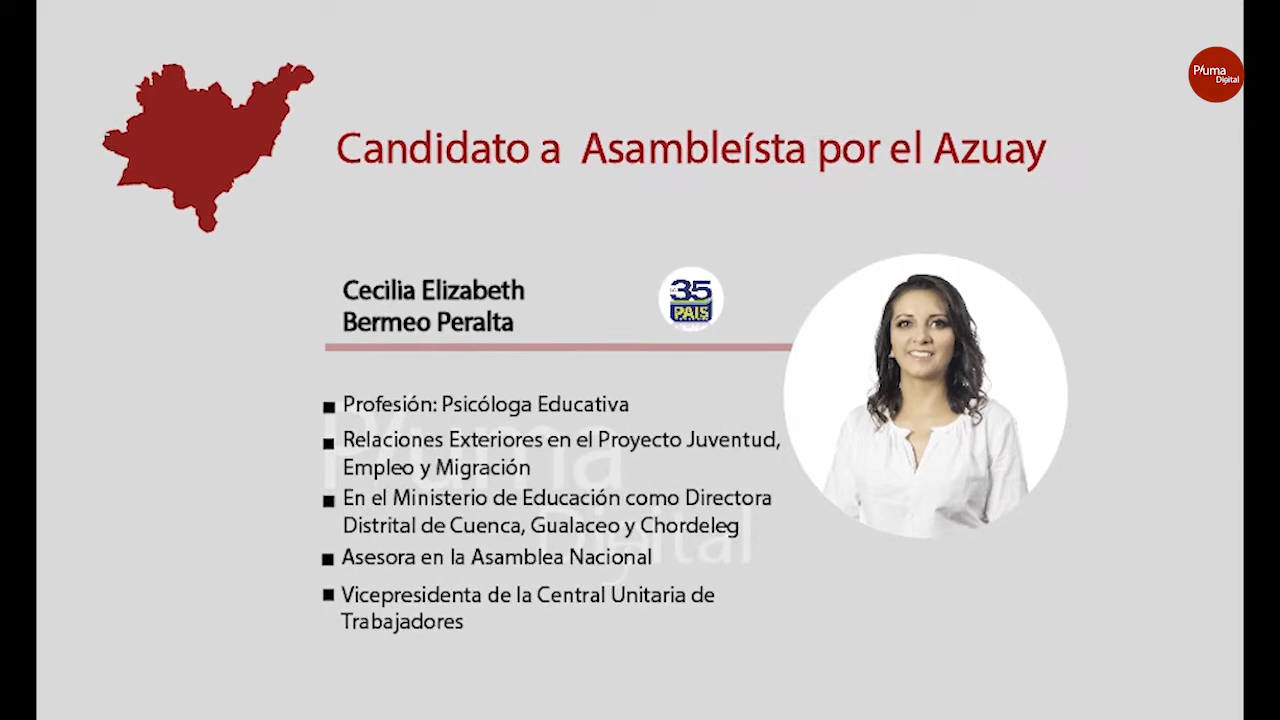 Pluma
Digital
Candidato a Asambleísta por el Azuay
Cecilia Elizabeth
Bermeo Peralta
35
PAIS
Profesión: Psicóloga Educativa
Relaciones Exteriores en el Proyecto Juventud,
Empleo y Migración
En el Ministerio de Educación como Directora
Distrital de Cuenca, Gualaceo y Chordeleg
Asesora en la Asamblea Nacional
Vicepresidenta de la Central Unitaria de
Trabajadores
Pluma
Digital